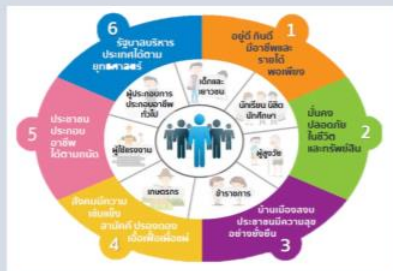 1
อยู่ดี กินดี
มีอาชีพและ
รายได้
พอเพียง
2
มั่นคง
ปลอดภัย
ในชีวิต
และทรัพย์สิน
3
บ้านเมืองสงบ
ประชาชนมีความสุข
อย่างยั่งยืน
4
สังคมมีความ
เข้มแข็ง
สามัคคี ปรองดอง
เอื้อเฟื้อเผื่อแผ่
5
ประชาชน
ประกอบ
อาชีพ
ได้ตามถนัด
6
รัฐบาลบริหาร
ประเทศได้ตาม
ยุทธศาสตร์
เด็กและ
เยาวชน
นักเรียน นิสิต
นักศึกษา
ผู้สูงวัย
ข้าราชการ
เกษตรกร
ผู้ใช้แรงงาน
ผู้ประกอบการ
ประกอบอาชีพ
ทั่วไป